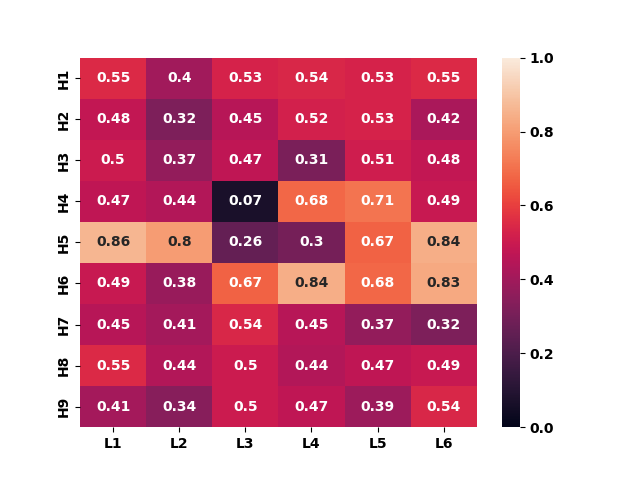 H1 0.55 0.4 0.53 0.54 0.53 0.55
H2 0.48 0.32 0.45 0.52 0.53 0.42
H3 0.5 0.37 0.47 0.31 0.51 0.48
H4 0.47 0.44 0.07 0.68 0.71 0.49
H5 0.86 0.8 0.26 0.3 0.67 0.84
H6 0.49 0.38 0.67 0.84 0.68 0.83
H7 0.45 0.41 0.54 0.45 0.37 0.32
H8 0.55 0.44 0.5 0.44 0.47 0.49
H9 0.41 0.34 0.5 0.47 0.39 0.54
L1 L2 L3 L4 L5 L6
1.0
0.8
0.6
0.4
0.2
0.0